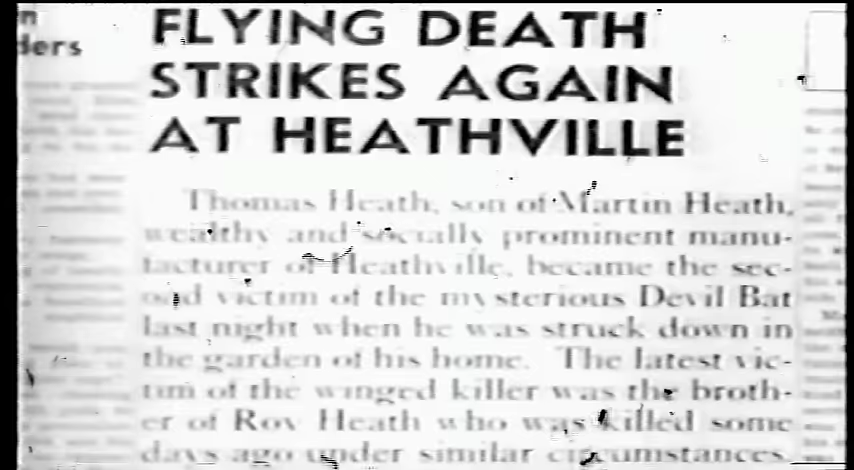 ders
FLYING DEATH
STRIKES AGAIN
AT HEATHVILLE
Thomas Heath, son of Martin Heath,
wealthy and socially prominent manu-
facturer of Heathville, became the sec-
ond victim of the mysterious Devil Bat
last night when he was struck down in
the garden of his home. The latest vic-
tim of the winged killer was the broth-
er of Roy Heath who was killed some
days ago under similar circumstances.